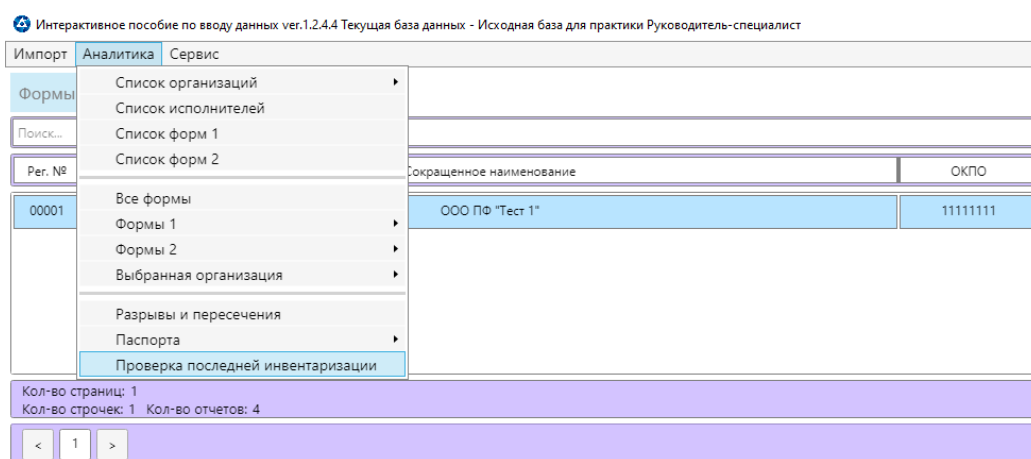 Интерактивное пособие по вводу данных ver.1.2.4.4 Текущая база данных - Исходная база для практики Руководитель-специалист
Импорт Аналитика Сервис
Формы
Поиск...
Рег. № Сокращенное наименование ОКПО
00001 ООО ПФ "Тест 1" 11111111
Список организаций
Список исполнителей
Список форм 1
Список форм 2
Все формы
Формы 1
Формы 2
Выбранная организация
Разрывы и пересечения
Паспорта
Проверка последней инвентаризации
Кол-во страниц: 1
Кол-во строчек: 1 Кол-во отчетов: 4
< 1 >